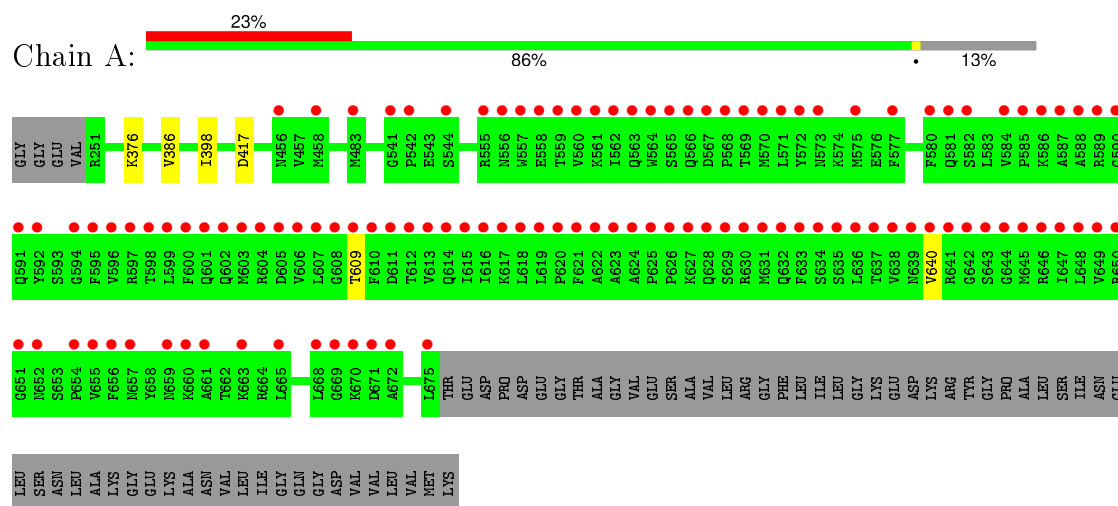 23%
Chain A:
86%
13%
GLY GLY GLU VAL R251 K376 V386 I398 D417 N456 V457 M458 M483 G541 P542 E543 S544 R555 N556 W557 E558 T559 V560 K561 I562 Q563 W564 S565 Q566 D567 P568 T569 M570 L571 Y572 N573 K574 M575 E576 F577 F580 Q581 S582 L583 V584 P585 K586 A587 A588 R589 G590
Q591 Y592 S593 G594 F595 V596 R597 T598 L599 F600 Q601 Q602 M603 R604 D605 V606 L607 G608 T609 F610 D611 T612 V613 Q614 I615 I616 K617 L618 L619 P620 F621 A622 A623 A624 P625 P626 K627 Q628 S629 R630 M631 Q632 F633 S634 S635 L636 T637 V638 N639 V640 R641 G642 S643 G644 M645 R646 I647 L648 V649 R650
G651 N652 S653 P654 V655 F656 N657 Y658 N659 K660 A661 T662 K663 R664 L665 L668 G669 K670 D671 A672 L675 THR GLU ASP PRO ASP GLU GLY THR ALA GLY VAL GLU SER ALA VAL LEU ARG GLY PHE LEU ILE LEU GLY LYS GLU ASP LYS ARG TYR GLY PRO ALA LEU SER ILE ASN GLU
LEU SER ASN LEU ALA LYS GLY GLU LYS ALA ASN VAL LEU ILE GLY GLN GLY ASP VAL VAL LEU VAL MET LYS